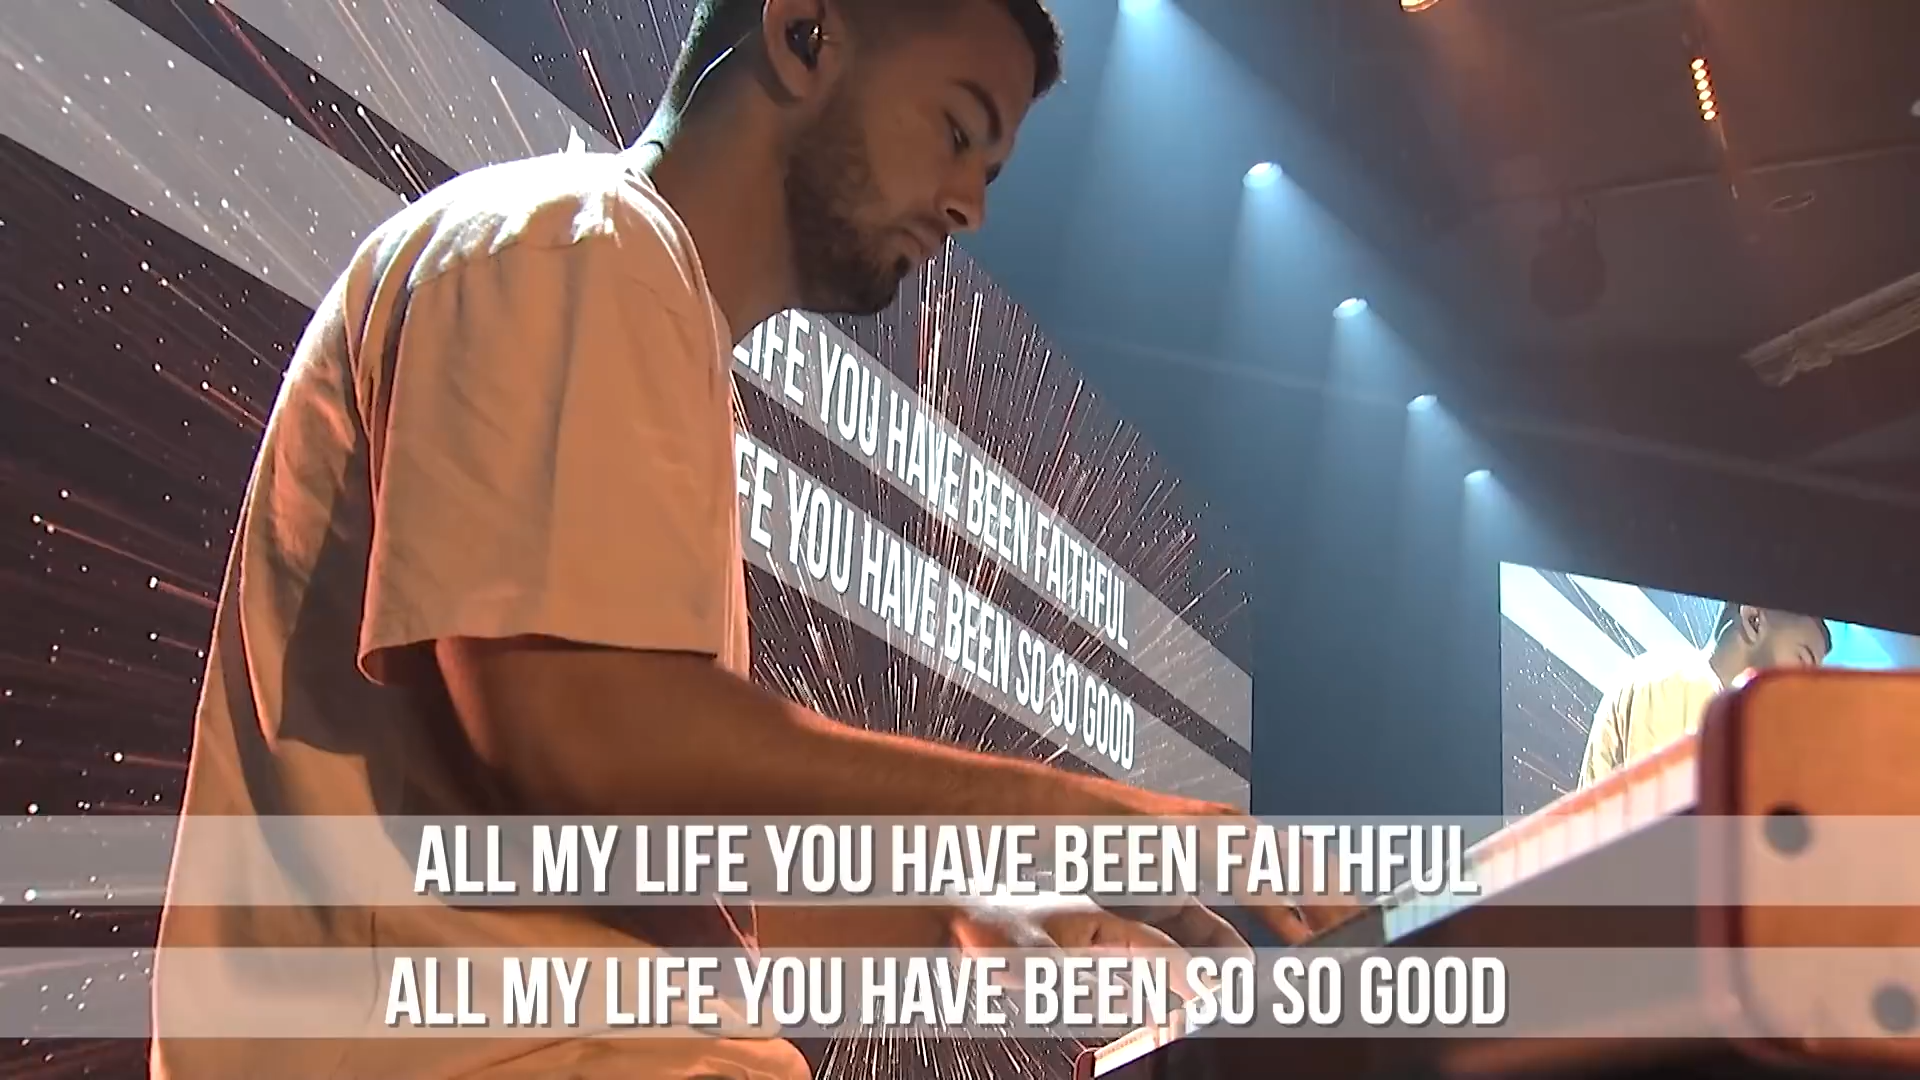 LIFE YOU HAVE BEEN FAITHFUL
FE YOU HAVE BEEN SO SO GOOD
ALL MY LIFE YOU HAVE BEEN FAITHFUL
ALL MY LIFE YOU HAVE BEEN SO SO GOOD